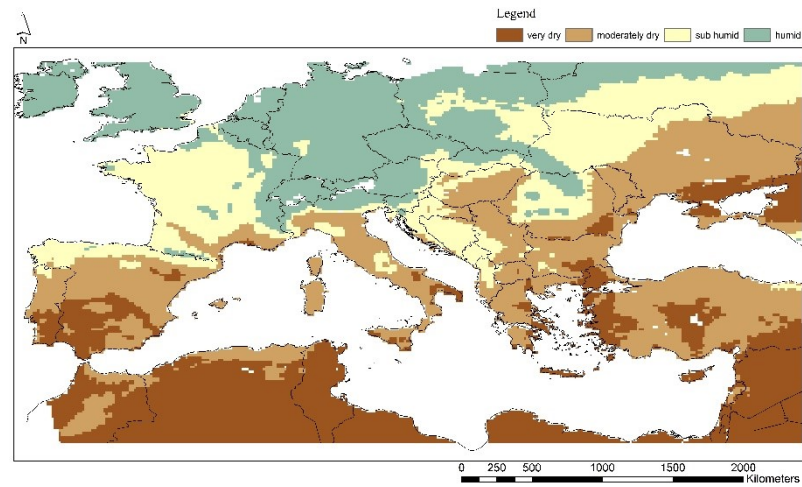 Legend
N
very dry moderately dry sub humid humid
0 250 500 1000 1500 2000
Kilometers